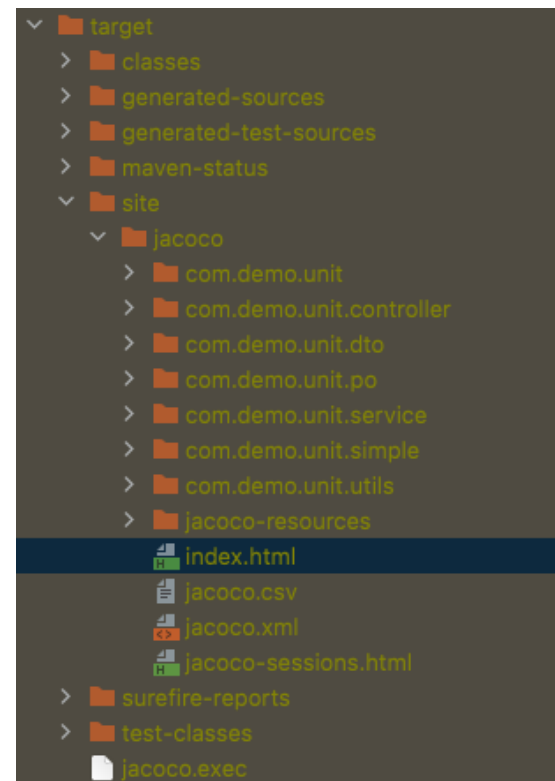 target
classes
generated-sources
generated-test-sources
maven-status
site
jacoco
com.demo.unit
com.demo.unit.controller
com.demo.unit.dto
com.demo.unit.po
com.demo.unit.service
com.demo.unit.simple
com.demo.unit.utils
jacoco-resources
index.html
jacoco.csv
jacoco.xml
jacoco-sessions.html
surefire-reports
test-classes
jacoco.exec